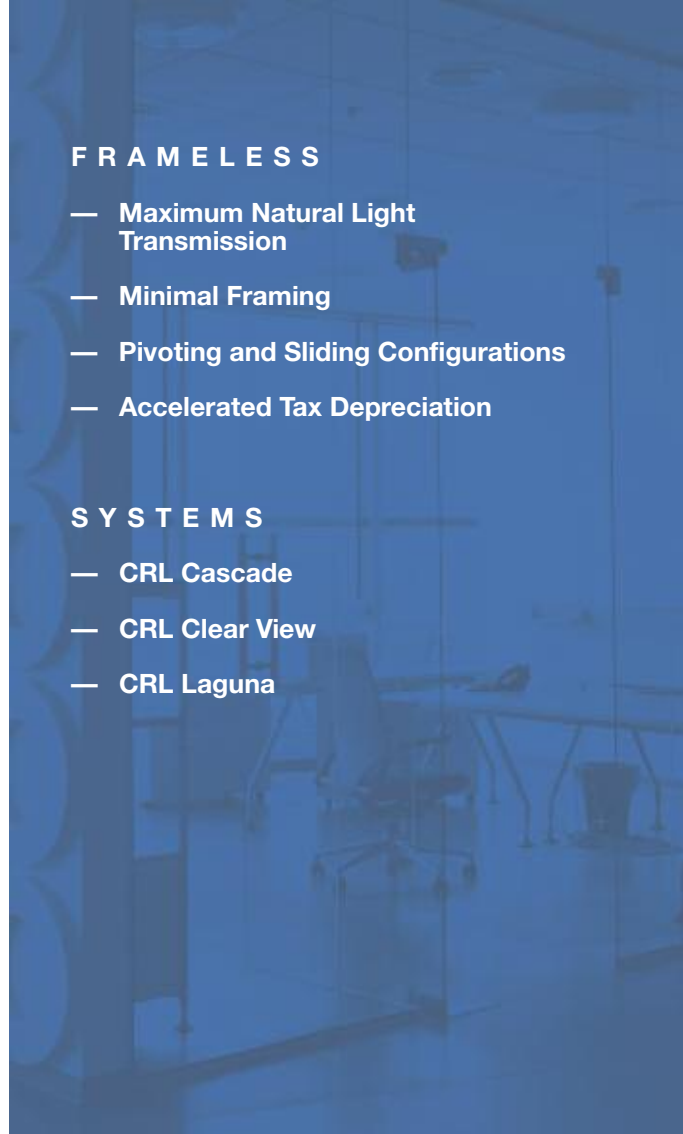 FRAMELESS
— Maximum Natural Light
Transmission
— Minimal Framing
— Pivoting and Sliding Configurations
— Accelerated Tax Depreciation
SYSTEMS
— CRL Cascade
— CRL Clear View
— CRL Laguna